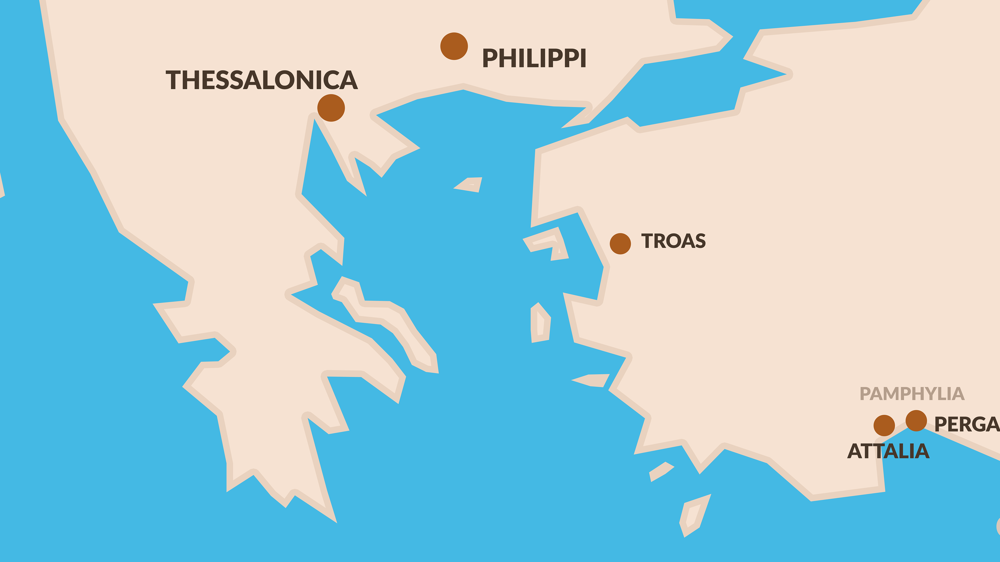 PHILIPPI
THESSALONICA
TROAS
PAMPHYLIA
PERGA
ATTALIA